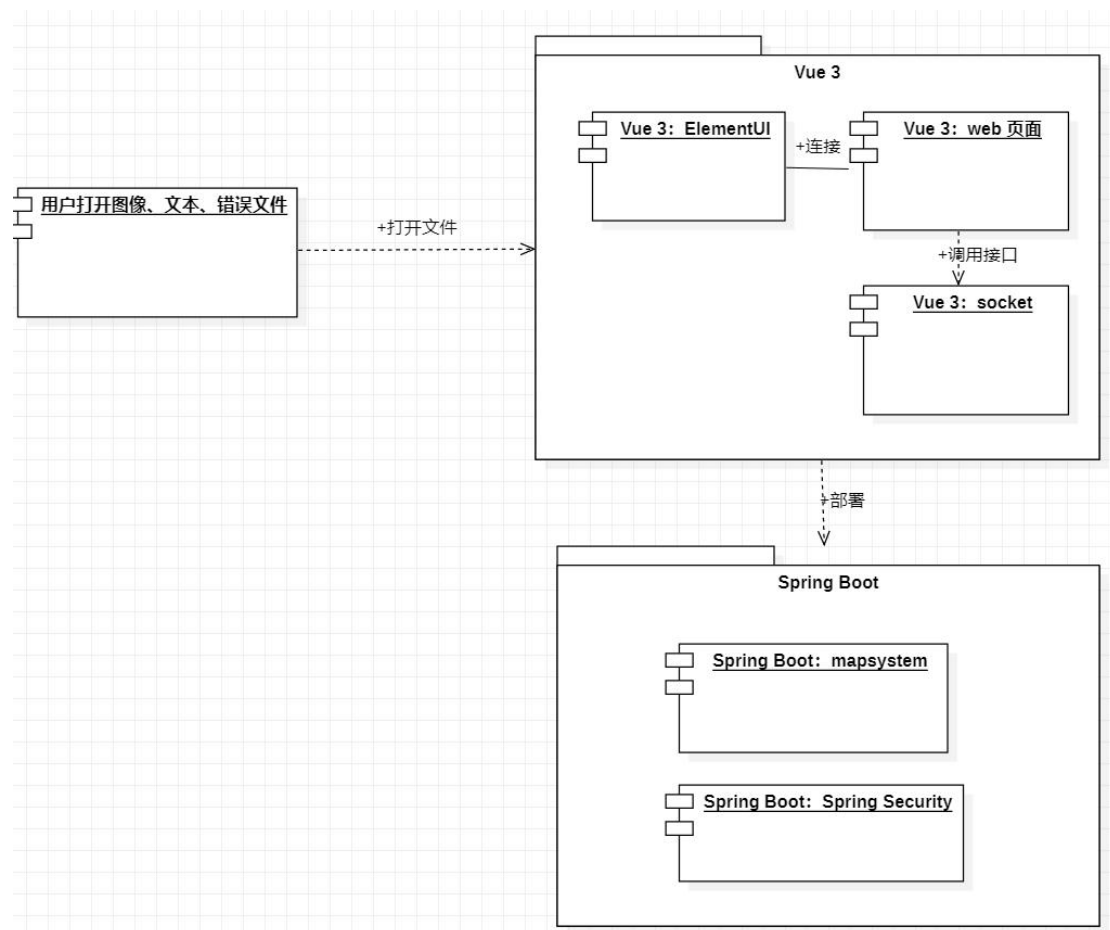 Vue 3
Vue 3：ElementUI
+连接
Vue 3：web 页面
用户打开图像、文本、错误文件
+打开文件
+调用接口
Vue 3：socket
+部署
Spring Boot
Spring Boot：mapsystem
Spring Boot：Spring Security